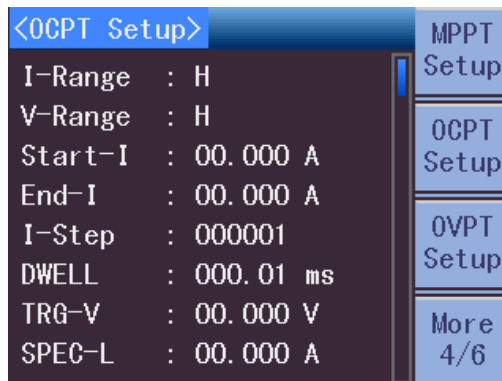 <OCPT Setup>
I-Range : H
V-Range : H
Start-I : 00.000 A
End-I : 00.000 A
I-Step : 000001
DWELL : 000.01 ms
TRG-V : 00.000 V
SPEC-L : 00.000 A
MPPT
Setup
OCPT
Setup
OVPT
Setup
More
4/6